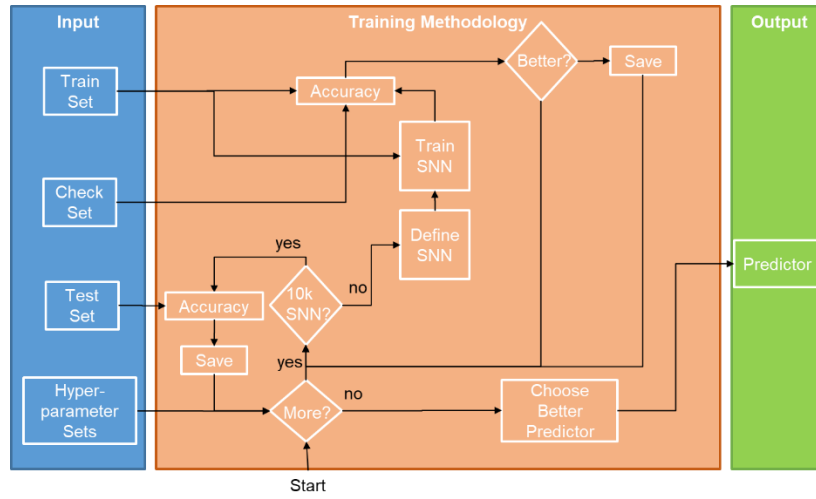 Input
Training Methodology
Output
Train
Set
Accuracy
Better?
Save
Train
SNN
Check
Set
Define
SNN
yes
no
Predictor
Test
Set
Accuracy
10k
SNN?
Save
yes
Hyper-
parameter
Sets
More?
no
Choose
Better
Predictor
Start